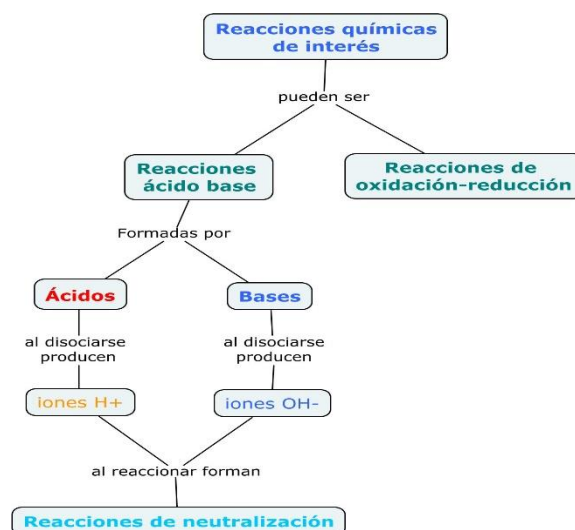 Reacciones químicas
de interés
pueden ser
Reacciones
ácido base
Reacciones de
oxidación-reducción
Formadas por
Ácidos
Bases
al disociarse
producen
al disociarse
producen
iones H+
iones OH-
al reaccionar forman
Reacciones de neutralización